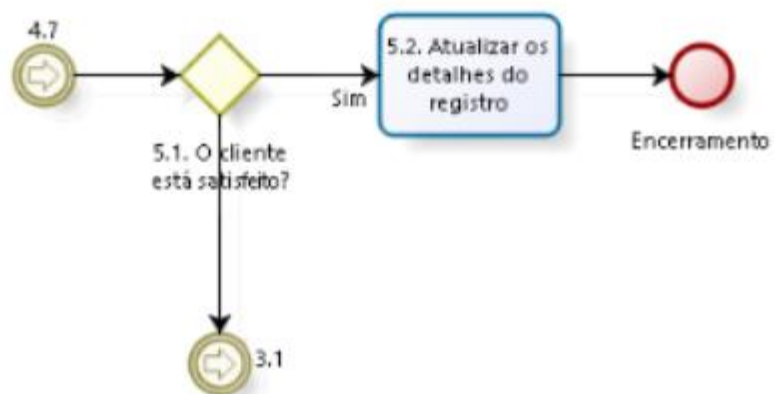 4.7
5.2. Atualizar os
detalhes do
registro
Sim
Encerramento
5.1. O cliente
está satisfeito?
3.1